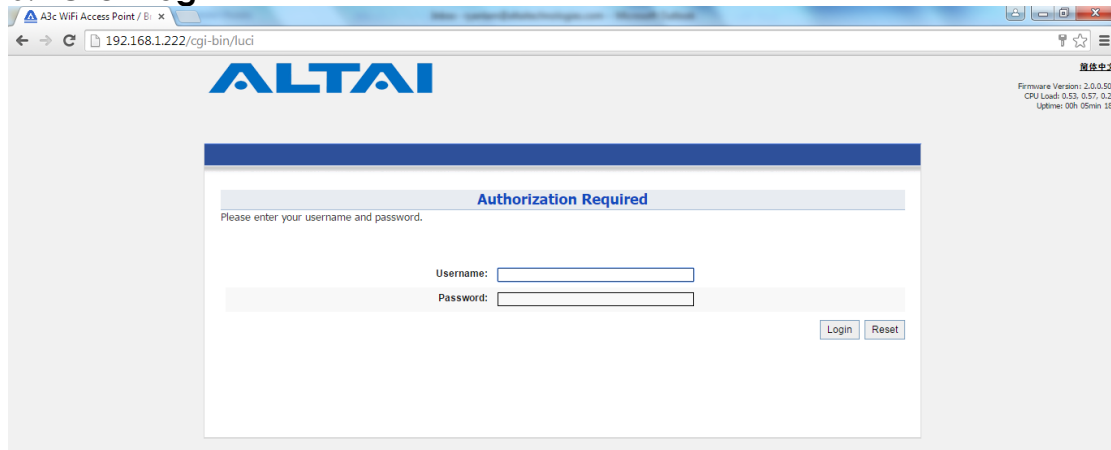 A3c WiFi Access Point / Br
192.168.1.222/cgi-bin/luci
ALTAI
简体中文
Firmware Version: 2.0.0.50
CPU Load: 0.53, 0.57, 0.2
Uptime: 00h 05min 18
Authorization Required
Please enter your username and password.
Username:
Password:
Login Reset